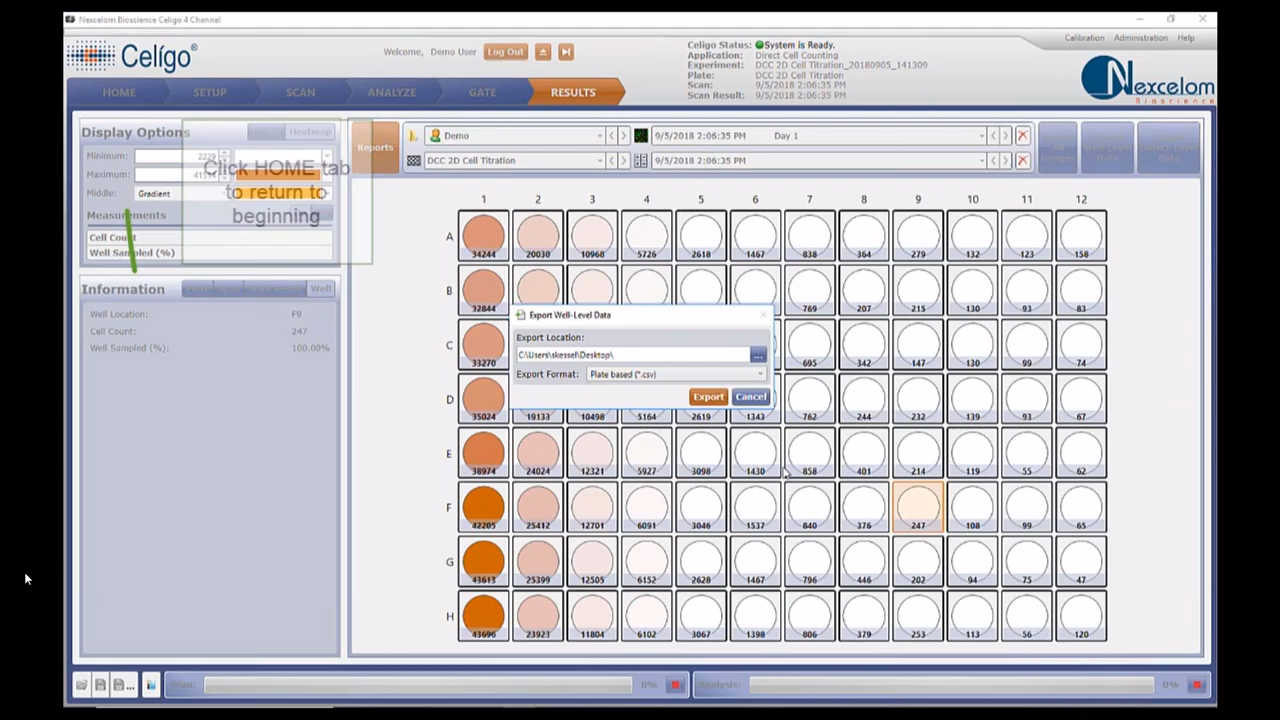 Nexcelom Bioscience Celigo 4 Channel
Calibration Administration Help
Celígo®
Welcome, Demo User Log Out
Celigo Status: System is Ready.
Application: Direct Cell Counting
Experiment: DCC 2D Cell Titration_20180905_141309
Plate: DCC 2D Cell Titration
Scan: 9/5/2018 2:06:35 PM
Scan Result: 9/5/2018 2:06:35 PM
Nexcelom
Bioscience
HOME SETUP SCAN ANALYZE GATE RESULTS
Display Options Heatmap
Minimum:
Maximum:
Middle: Gradient
Measurements
Cell Count
Well Sampled (%)
Click HOME tab
to return to
beginning
Information Well
Well Location: F9
Cell Count: 247
Well Sampled (%): 100.00%
Reports
Demo 9/5/2018 2:06:35 PM Day 1
DCC 2D Cell Titration 9/5/2018 2:06:35 PM
1 2 3 4 5 6 7 8 9 10 11 12
A 34244 20030 10968 5726 2618 1467 838 364 279 132 123 158
B 32844 769 207 215 130 93 83
C 33270 695 342 147 130 99 74
D 35024 19133 10498 5164 2619 1343 762 244 232 139 93 67
E 38974 24024 12321 5927 3098 1430 858 401 214 119 55 62
F 42205 25412 12701 6091 3046 1537 840 376 247 108 99 65
G 43613 25399 12505 6152 2628 1467 796 446 202 94 75 47
H 43696 23923 11804 6102 3067 1398 806 379 253 113 56 120
Export Well-Level Data
Export Location:
C:\Users\skessel\Desktop\
Export Format: Plate based (*.csv)
Export Cancel
Scan: 0% Analysis: 0%